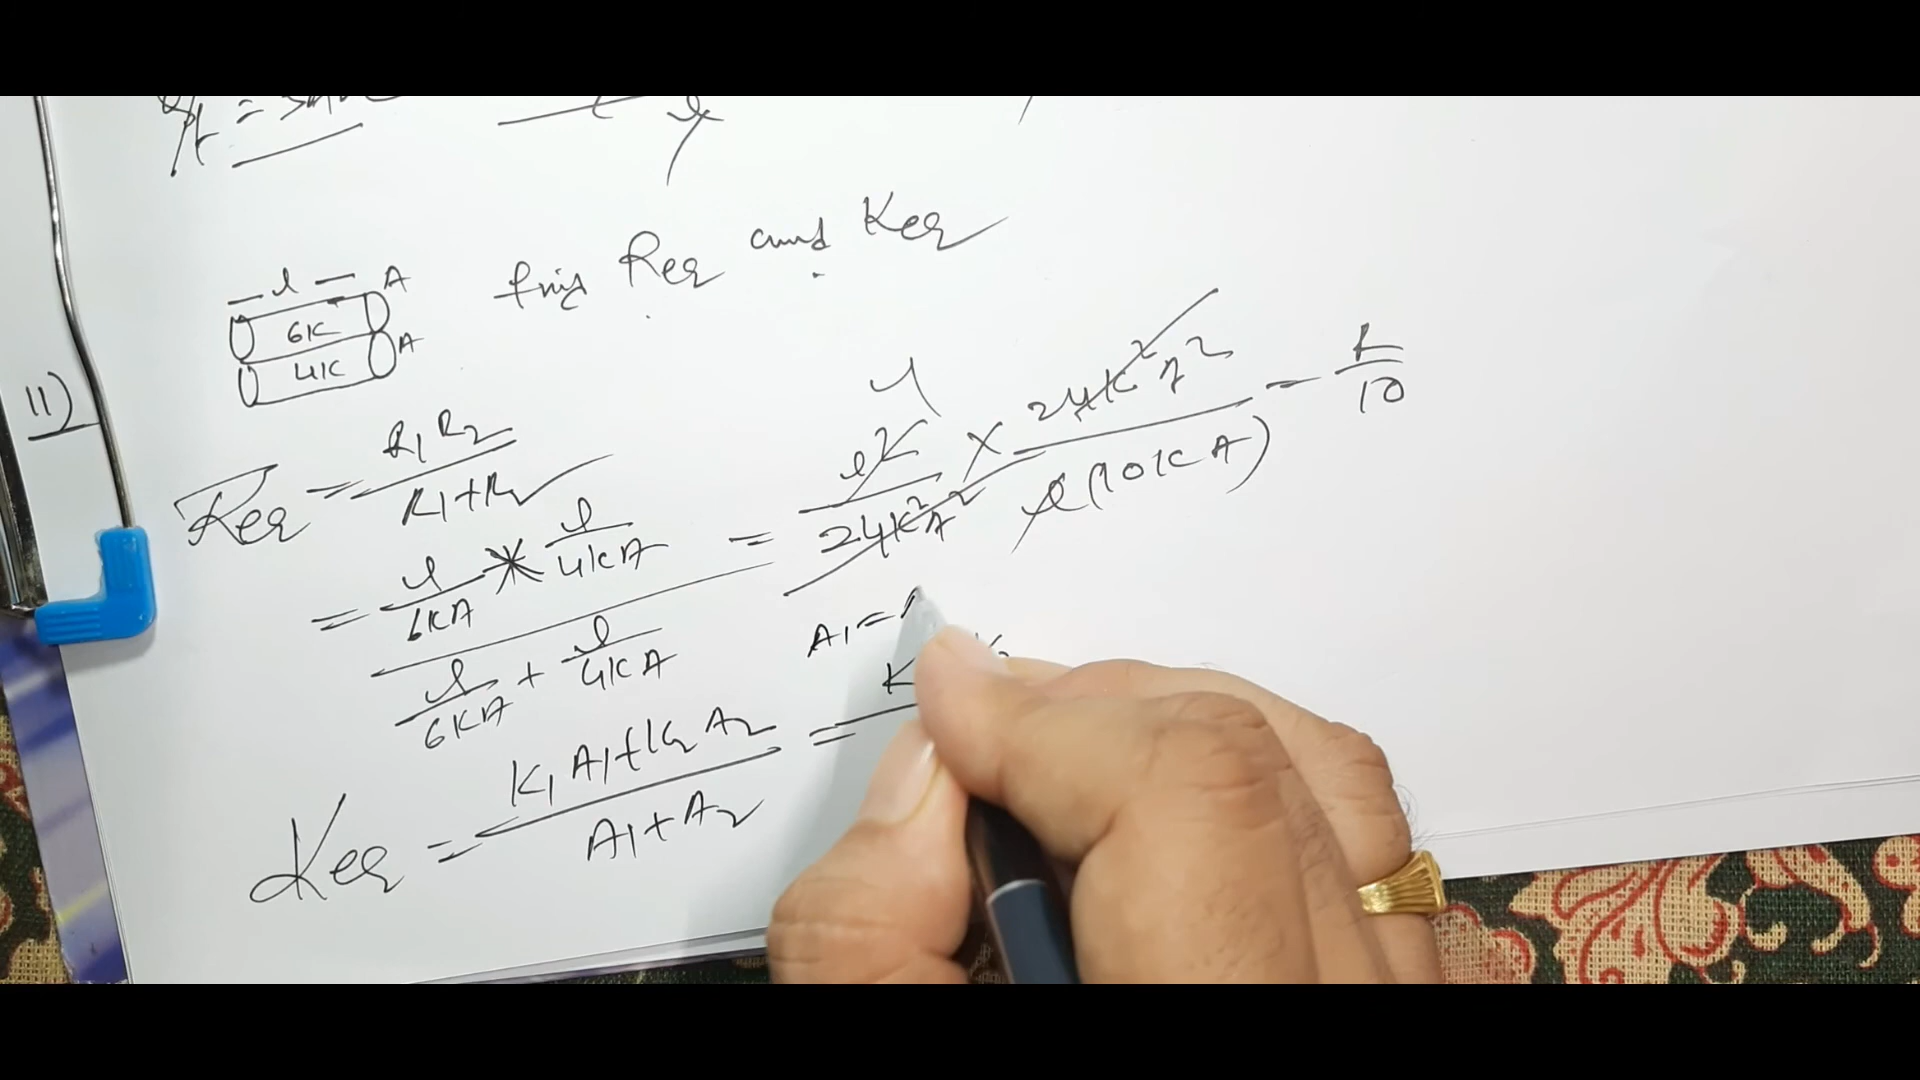 l A
find Req and Keq
6K A
4K
11)
Req = R1R2 / R1+R2
= l/6KA * l/4KA / l/6KA + l/4KA = 24K²A² × 24K²A² / l(10KA) = / 10
A1 =
Keq = K1A1+K2A2 / A1+A2 = K